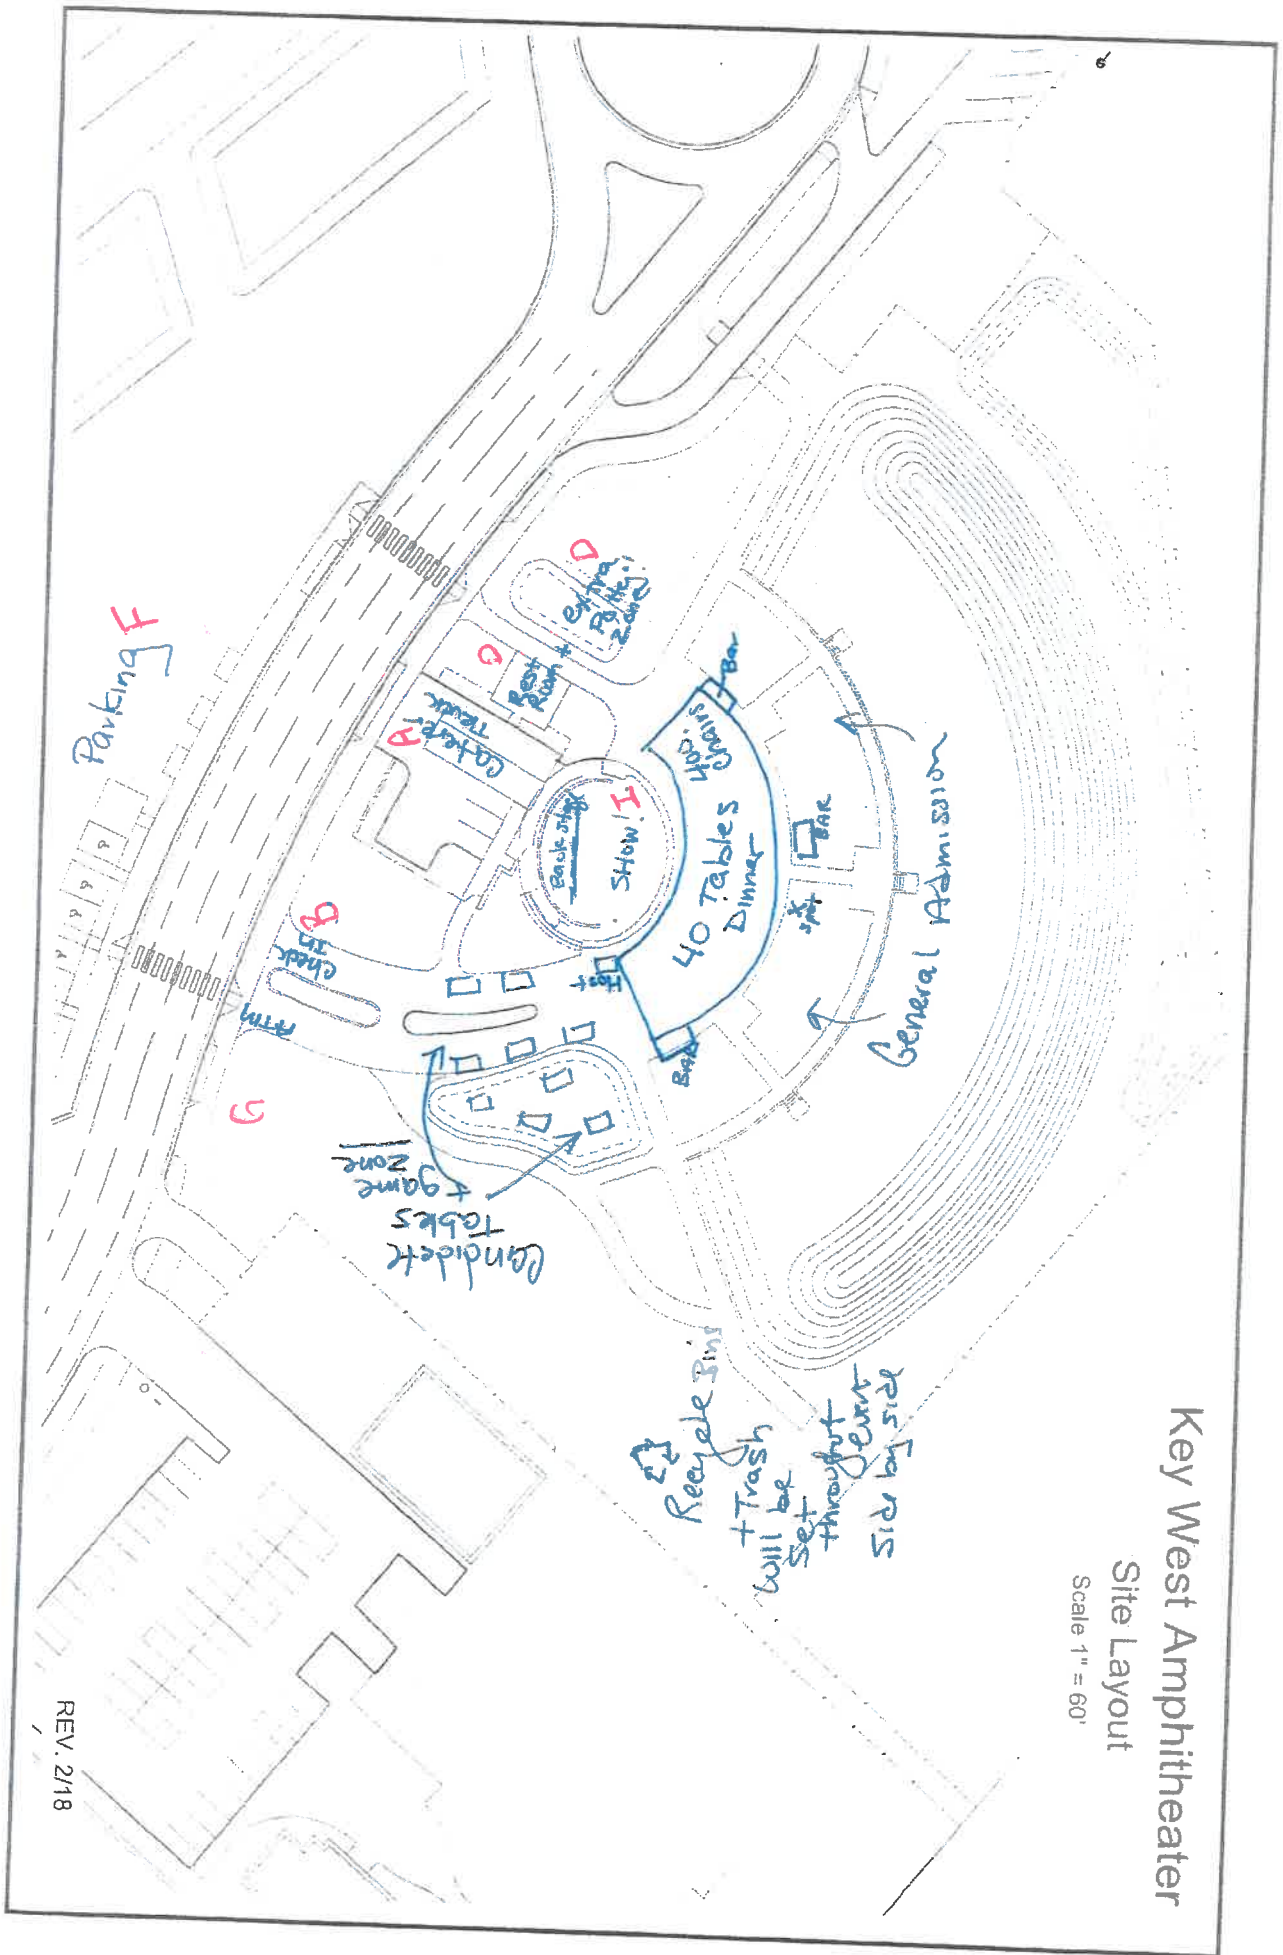 Key West Amphitheater
Site Layout
Scale 1" = 60'
General Admission
Bar
400
Chairs
BAR
40 Tables
Dinner
BAR
Host
I
SHOW!
Back stage
D
extra
Potty!
zone!
C
Rest
Room +
Catering
Truck
A
B
Check
In
ATM
G
F
Parking
Candidate
Tables
+ game
Zone
Recycle Bins
+ Trash
will be
Set
throughout
event
Side by side
REV. 2/18